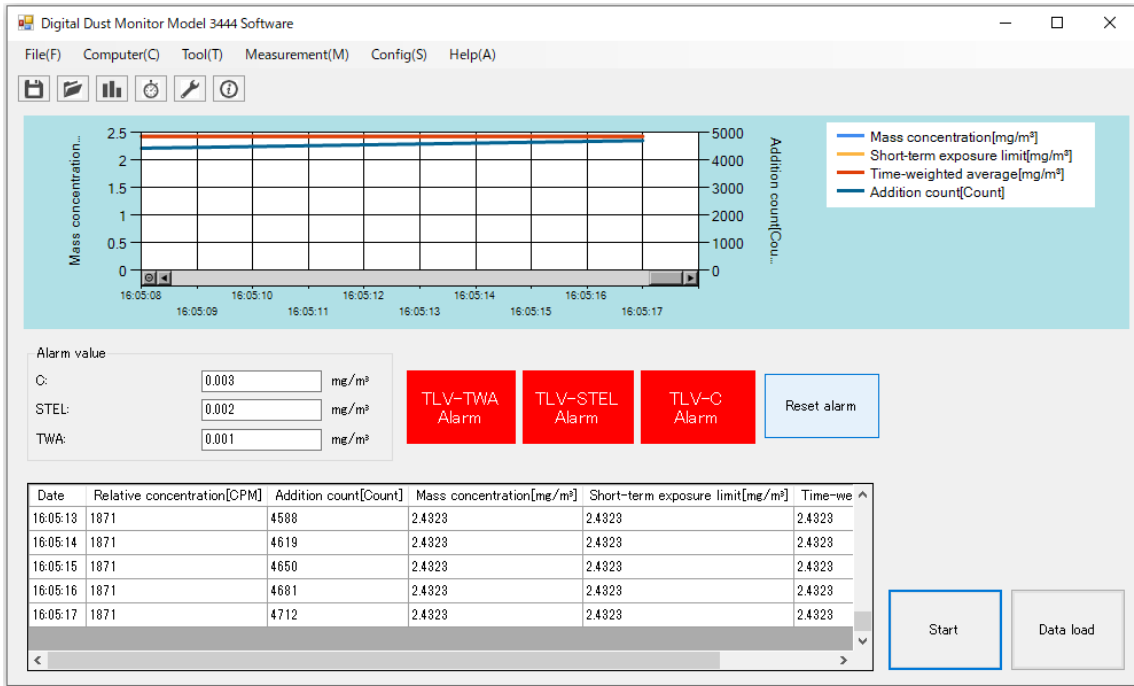 Digital Dust Monitor Model 3444 Software
File(F) Computer(C) Tool(T) Measurement(M) Config(S) Help(A)
Mass concentration...
2.5
2
1.5
1
0.5
0
5000
4000
3000
2000
1000
0
Addition count[Cou...
16:05:08 16:05:10 16:05:12 16:05:14 16:05:16
16:05:09 16:05:11 16:05:13 16:05:15 16:05:17
Mass concentration[mg/m³]
Short-term exposure limit[mg/m³]
Time-weighted average[mg/m³]
Addition count[Count]
Alarm value
C: 0.003 mg/m³
STEL: 0.002 mg/m³
TWA: 0.001 mg/m³
TLV-TWA
Alarm
TLV-STEL
Alarm
TLV-C
Alarm
Reset alarm
Date Relative concentration[CPM] Addition count[Count] Mass concentration[mg/m³] Short-term exposure limit[mg/m³] Time-we
16:05:13 1871 4588 2.4323 2.4323 2.4323
16:05:14 1871 4619 2.4323 2.4323 2.4323
16:05:15 1871 4650 2.4323 2.4323 2.4323
16:05:16 1871 4681 2.4323 2.4323 2.4323
16:05:17 1871 4712 2.4323 2.4323 2.4323
Start
Data load